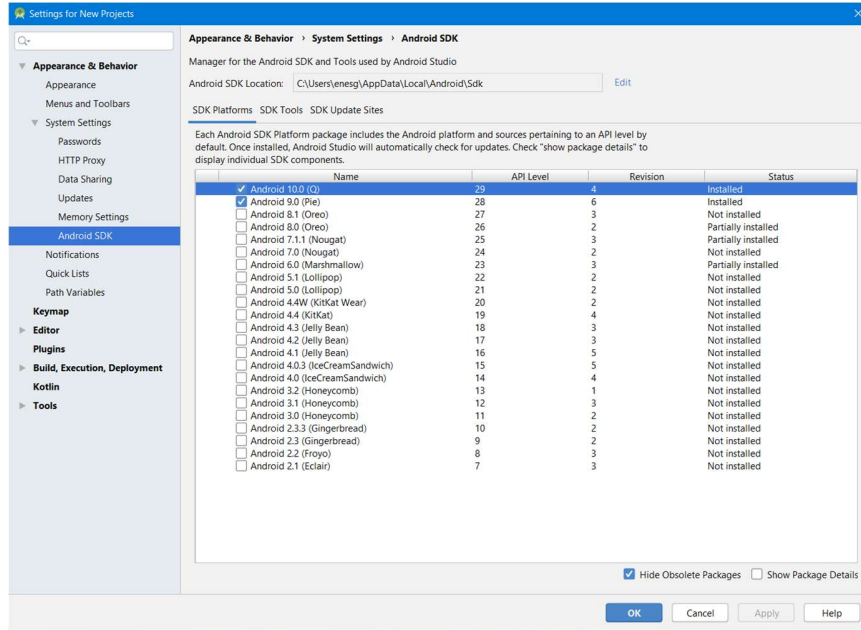 Settings for New Projects
Appearance & Behavior
Appearance
Menus and Toolbars
System Settings
Passwords
HTTP Proxy
Data Sharing
Updates
Memory Settings
Android SDK
Notifications
Quick Lists
Path Variables
Keymap
Editor
Plugins
Build, Execution, Deployment
Kotlin
Tools
Appearance & Behavior › System Settings › Android SDK
Manager for the Android SDK and Tools used by Android Studio
Android SDK Location: C:\Users\enesg\AppData\Local\Android\Sdk Edit
SDK Platforms SDK Tools SDK Update Sites
Each Android SDK Platform package includes the Android platform and sources pertaining to an API level by
default. Once installed, Android Studio will automatically check for updates. Check "show package details" to
display individual SDK components.
Name API Level Revision Status
Android 10.0 (Q) 29 4 Installed
Android 9.0 (Pie) 28 6 Installed
Android 8.1 (Oreo) 27 3 Not installed
Android 8.0 (Oreo) 26 2 Partially installed
Android 7.1.1 (Nougat) 25 3 Partially installed
Android 7.0 (Nougat) 24 2 Not installed
Android 6.0 (Marshmallow) 23 3 Partially installed
Android 5.1 (Lollipop) 22 2 Not installed
Android 5.0 (Lollipop) 21 2 Not installed
Android 4.4W (KitKat Wear) 20 2 Not installed
Android 4.4 (KitKat) 19 4 Not installed
Android 4.3 (Jelly Bean) 18 3 Not installed
Android 4.2 (Jelly Bean) 17 3 Not installed
Android 4.1 (Jelly Bean) 16 5 Not installed
Android 4.0.3 (IceCreamSandwich) 15 5 Not installed
Android 4.0 (IceCreamSandwich) 14 4 Not installed
Android 3.2 (Honeycomb) 13 1 Not installed
Android 3.1 (Honeycomb) 12 3 Not installed
Android 3.0 (Honeycomb) 11 2 Not installed
Android 2.3.3 (Gingerbread) 10 2 Not installed
Android 2.3 (Gingerbread) 9 2 Not installed
Android 2.2 (Froyo) 8 3 Not installed
Android 2.1 (Eclair) 7 3 Not installed
Hide Obsolete Packages Show Package Details
OK Cancel Apply Help